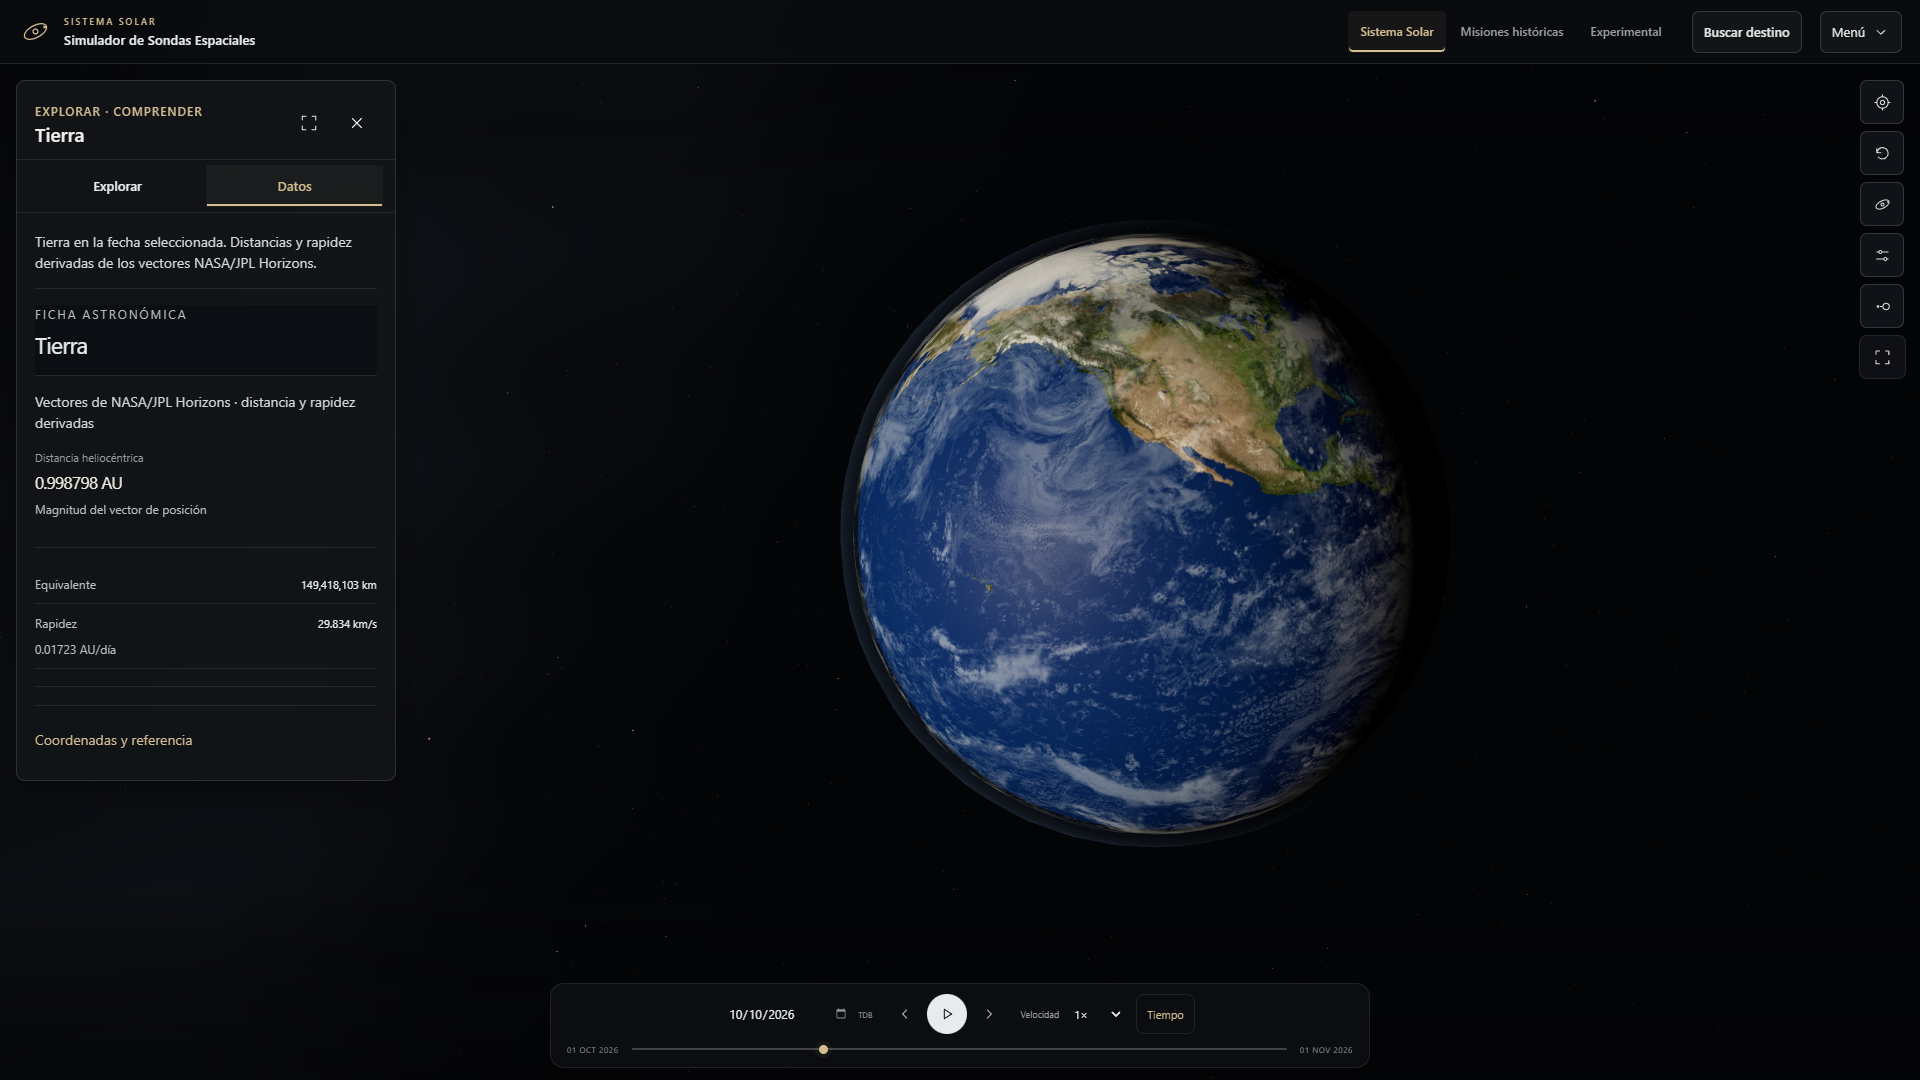 SISTEMA SOLAR
Simulador de Sondas Espaciales
Sistema Solar
Misiones históricas
Experimental
Buscar destino
Menú
EXPLORAR · COMPRENDER
Tierra
Explorar
Datos
Tierra en la fecha seleccionada. Distancias y rapidez
derivadas de los vectores NASA/JPL Horizons.
FICHA ASTRONÓMICA
Tierra
Vectores de NASA/JPL Horizons · distancia y rapidez
derivadas
Distancia heliocéntrica
0.998798 AU
Magnitud del vector de posición
Equivalente
149,418,103 km
Rapidez
29.834 km/s
0.01723 AU/día
Coordenadas y referencia
10/10/2026
TDB
Velocidad
1×
Tiempo
01 OCT 2026
01 NOV 2026